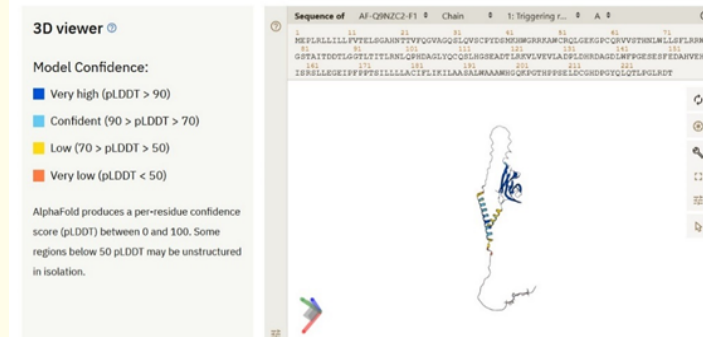 3D viewer
Model Confidence:
Very high (pLDDT > 90)
Confident (90 > pLDDT > 70)
Low (70 > pLDDT > 50)
Very low (pLDDT < 50)
AlphaFold produces a per-residue confidence
score (pLDDT) between 0 and 100. Some
regions below 50 pLDDT may be unstructured
in isolation.
Sequence of AF-Q9NZC2-F1 Chain 1: Triggering r... A
1 11 21 31 41 51 61 71
MEPLRLLILLFVTELSGAHNTTVFQGVAGQSLQVSCPYDSMKHWGRRKAWCRQLGEKGPCQRVVSTHNLWLLSFLRRW
81 91 101 111 121 131 141 151
GSTAITDDTLGGTLTITLRNLQPHDAGLYQCQSLHGSEADTLRKVLVEVLADPLDHRDAGDLWFPGESESFEDAHVEH
161 171 181 191 201 211 221
ISRSLLEGEIPFPPTSILLLLACIFLIKILAASALWAAAWHGQKPGTHPPSELDCGHDPGYQLQTLPGLRDT